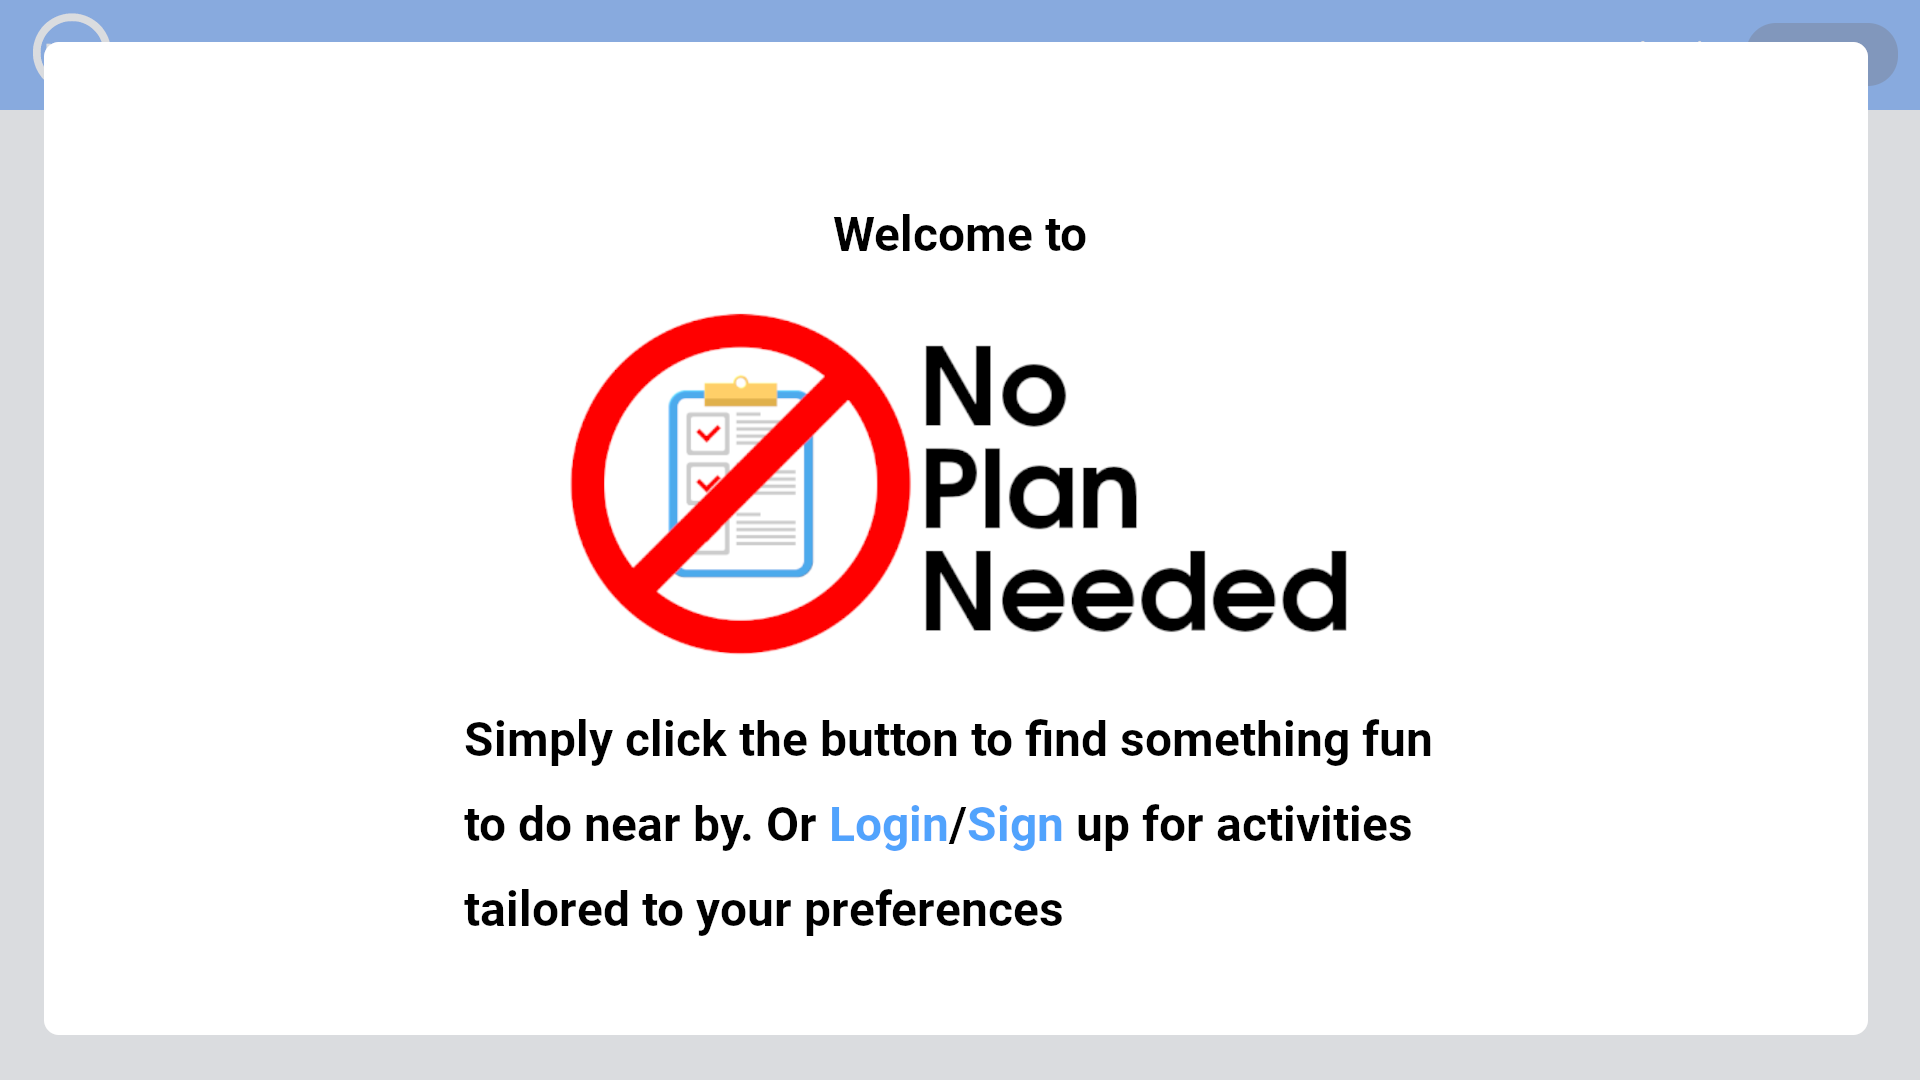 Welcome to
No
Plan
Needed
Simply click the button to find something fun
to do near by. Or Login/Sign up for activities
tailored to your preferences